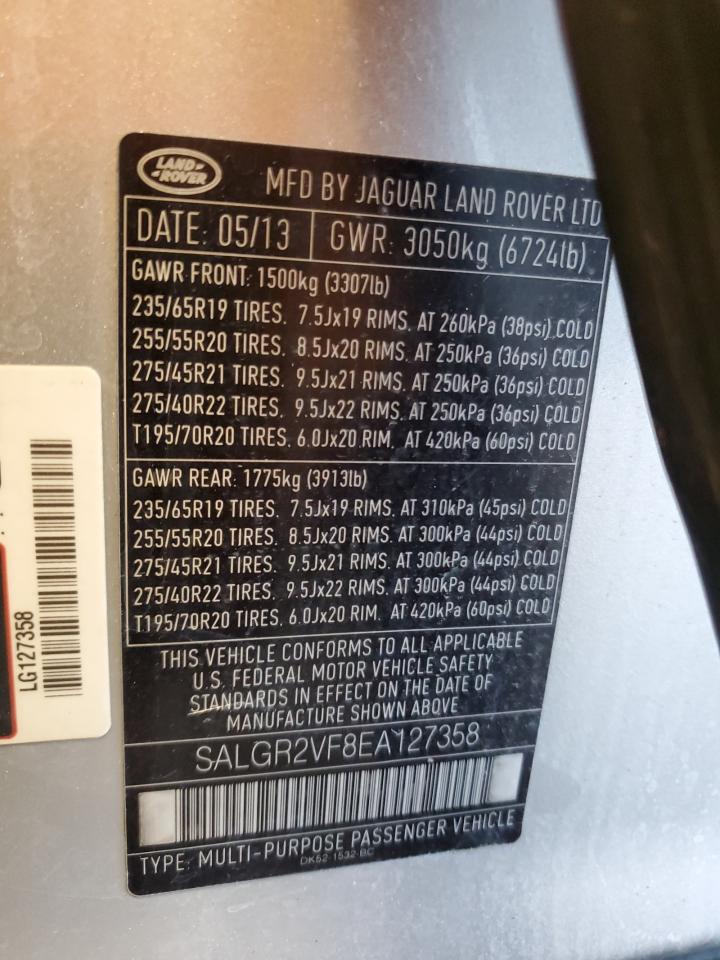 LAND-
-ROVER
MFD BY JAGUAR LAND ROVER LTD
DATE: 05/13 GWR: 3050kg (6724lb)
GAWR FRONT: 1500kg (3307lb)
235/65R19 TIRES. 7.5Jx19 RIMS. AT 260kPa (38psi) COLD
255/55R20 TIRES. 8.5Jx20 RIMS. AT 250kPa (36psi) COLD
275/45R21 TIRES. 9.5Jx21 RIMS. AT 250kPa (36psi) COLD
275/40R22 TIRES. 9.5Jx22 RIMS. AT 250kPa (36psi) COLD
T195/70R20 TIRES. 6.0Jx20 RIM. AT 420kPa (60psi) COLD
GAWR REAR: 1775kg (3913lb)
235/65R19 TIRES. 7.5Jx19 RIMS. AT 310kPa (45psi) COLD
255/55R20 TIRES. 8.5Jx20 RIMS. AT 300kPa (44psi) COLD
275/45R21 TIRES. 9.5Jx21 RIMS. AT 300kPa (44psi) COLD
275/40R22 TIRES. 9.5Jx22 RIMS. AT 300kPa (44psi) COLD
T195/70R20 TIRES. 6.0Jx20 RIM. AT 420kPa (60psi) COLD
THIS VEHICLE CONFORMS TO ALL APPLICABLE
U.S. FEDERAL MOTOR VEHICLE SAFETY
STANDARDS IN EFFECT ON THE DATE OF
MANUFACTURE SHOWN ABOVE
SALGR2VF8EA127358
TYPE: MULTI-PURPOSE PASSENGER VEHICLE
DK52-1532-BC
LG127358